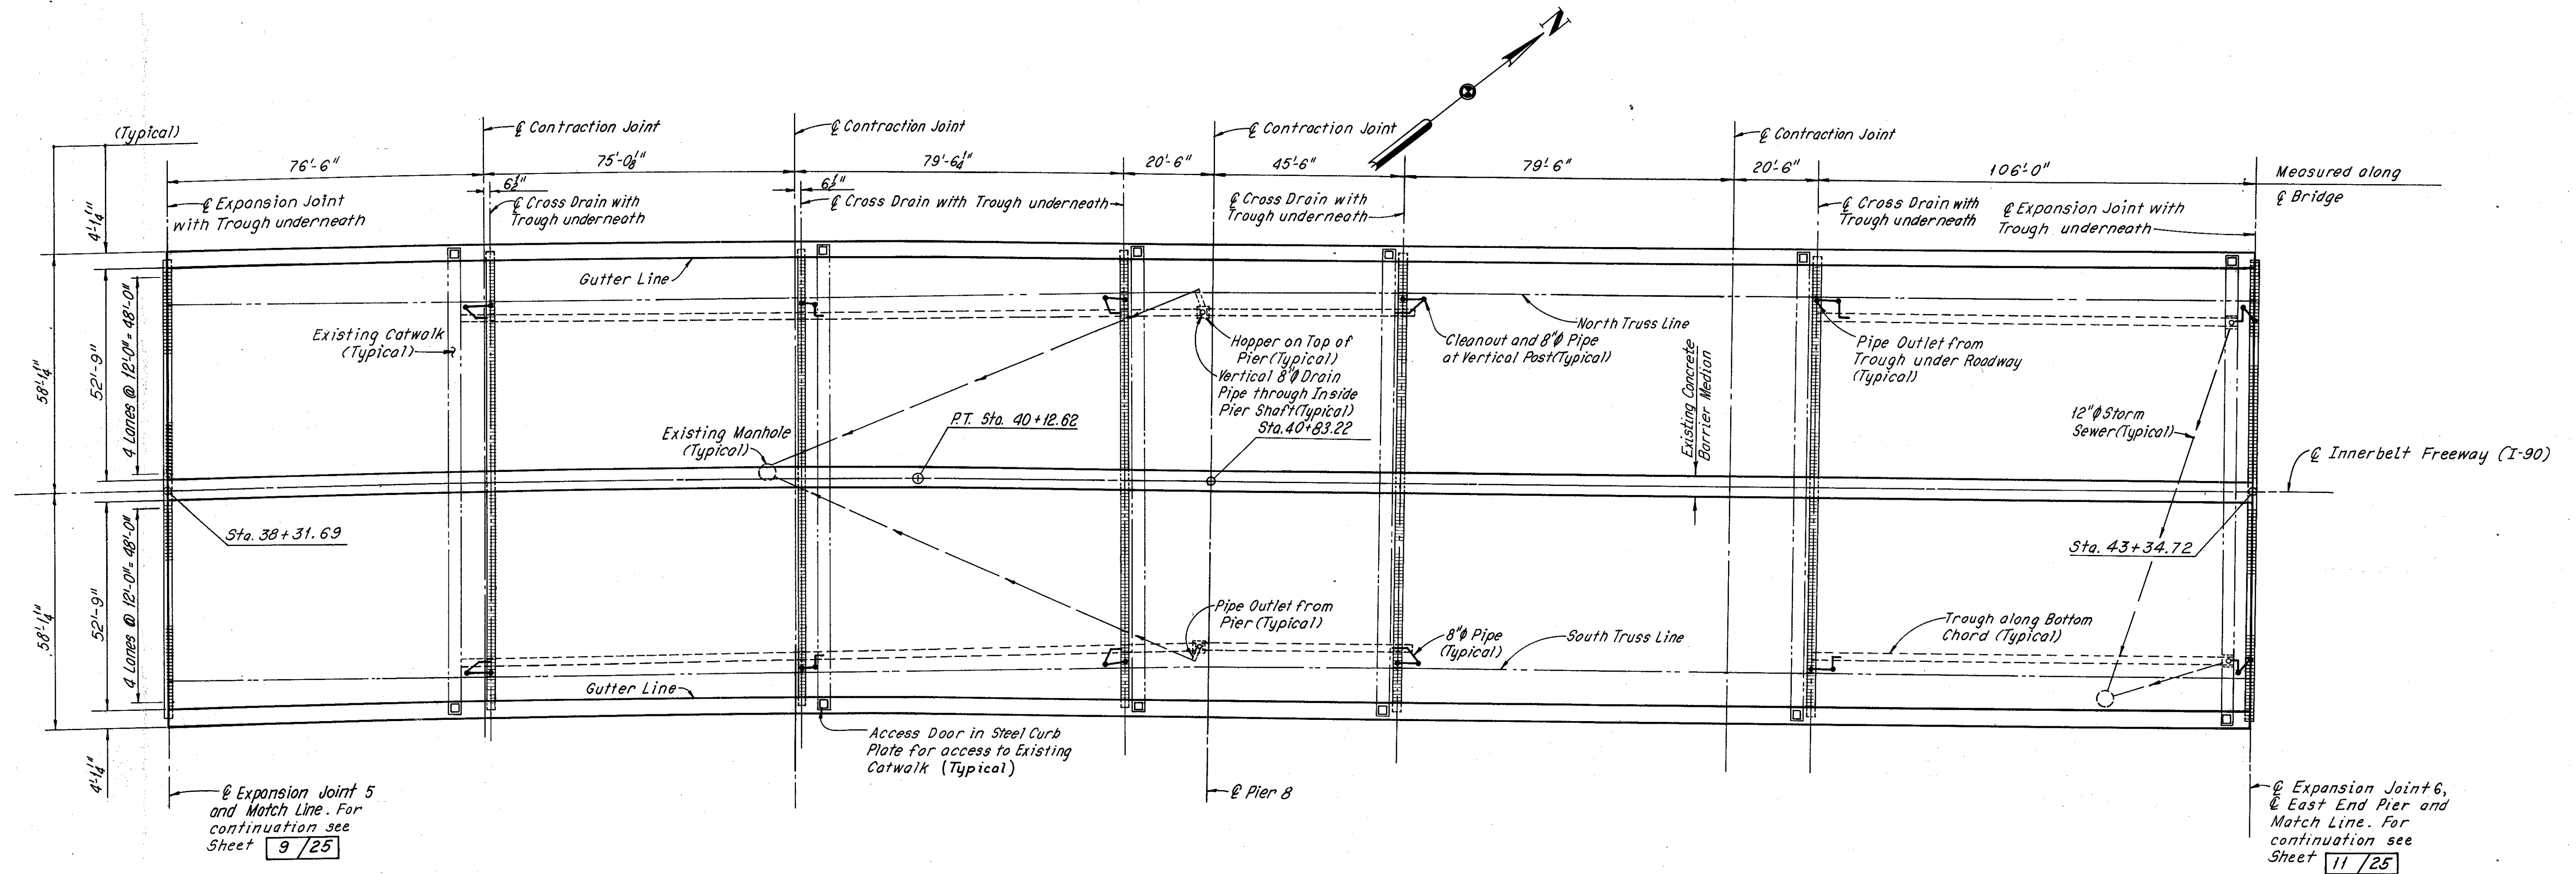 N
(Typical)
℄ Contraction Joint
℄ Contraction Joint
℄ Contraction Joint
℄ Contraction Joint
76'-6"
75'-0⅛"
79'-6¼"
20'-6"
45'-6"
79'-6"
20'-6"
106'-0"
Measured along
℄ Bridge
6½"
6½"
℄ Expansion Joint
with Trough underneath
℄ Cross Drain with
Trough underneath
℄ Cross Drain with Trough underneath
℄ Cross Drain with
Trough underneath
℄ Cross Drain with
Trough underneath
℄ Expansion Joint with
Trough underneath
4'-1¼"
58'-1¼"
52'-9"
4 Lanes @ 12'-0" = 48'-0"
Gutter Line
Existing Catwalk
(Typical)
Hopper on Top of
Pier (Typical)
Vertical 8"Ø Drain
Pipe through Inside
Pier Shaft (Typical)
Sta. 40+83.22
North Truss Line
Cleanout and 8"Ø Pipe
at Vertical Post (Typical)
Pipe Outlet from
Trough under Roadway
(Typical)
Existing Concrete
Barrier Median
12"Ø Storm
Sewer (Typical)
Existing Manhole
(Typical)
P.T. Sta. 40+12.62
℄ Innerbelt Freeway (I-90)
Sta. 38+31.69
Sta. 43+34.72
58'-1¼"
52'-9"
4 Lanes @ 12'-0" = 48'-0"
4'-1¼"
Pipe Outlet from
Pier (Typical)
8"Ø Pipe
(Typical)
South Truss Line
Trough along Bottom
Chord (Typical)
Gutter Line
Access Door in Steel Curb
Plate for access to Existing
Catwalk (Typical)
℄ Expansion Joint 5
and Match Line. For
continuation see
Sheet 9 / 25
℄ Pier 8
℄ Expansion Joint 6,
℄ East End Pier and
Match Line. For
continuation see
Sheet 11 / 25